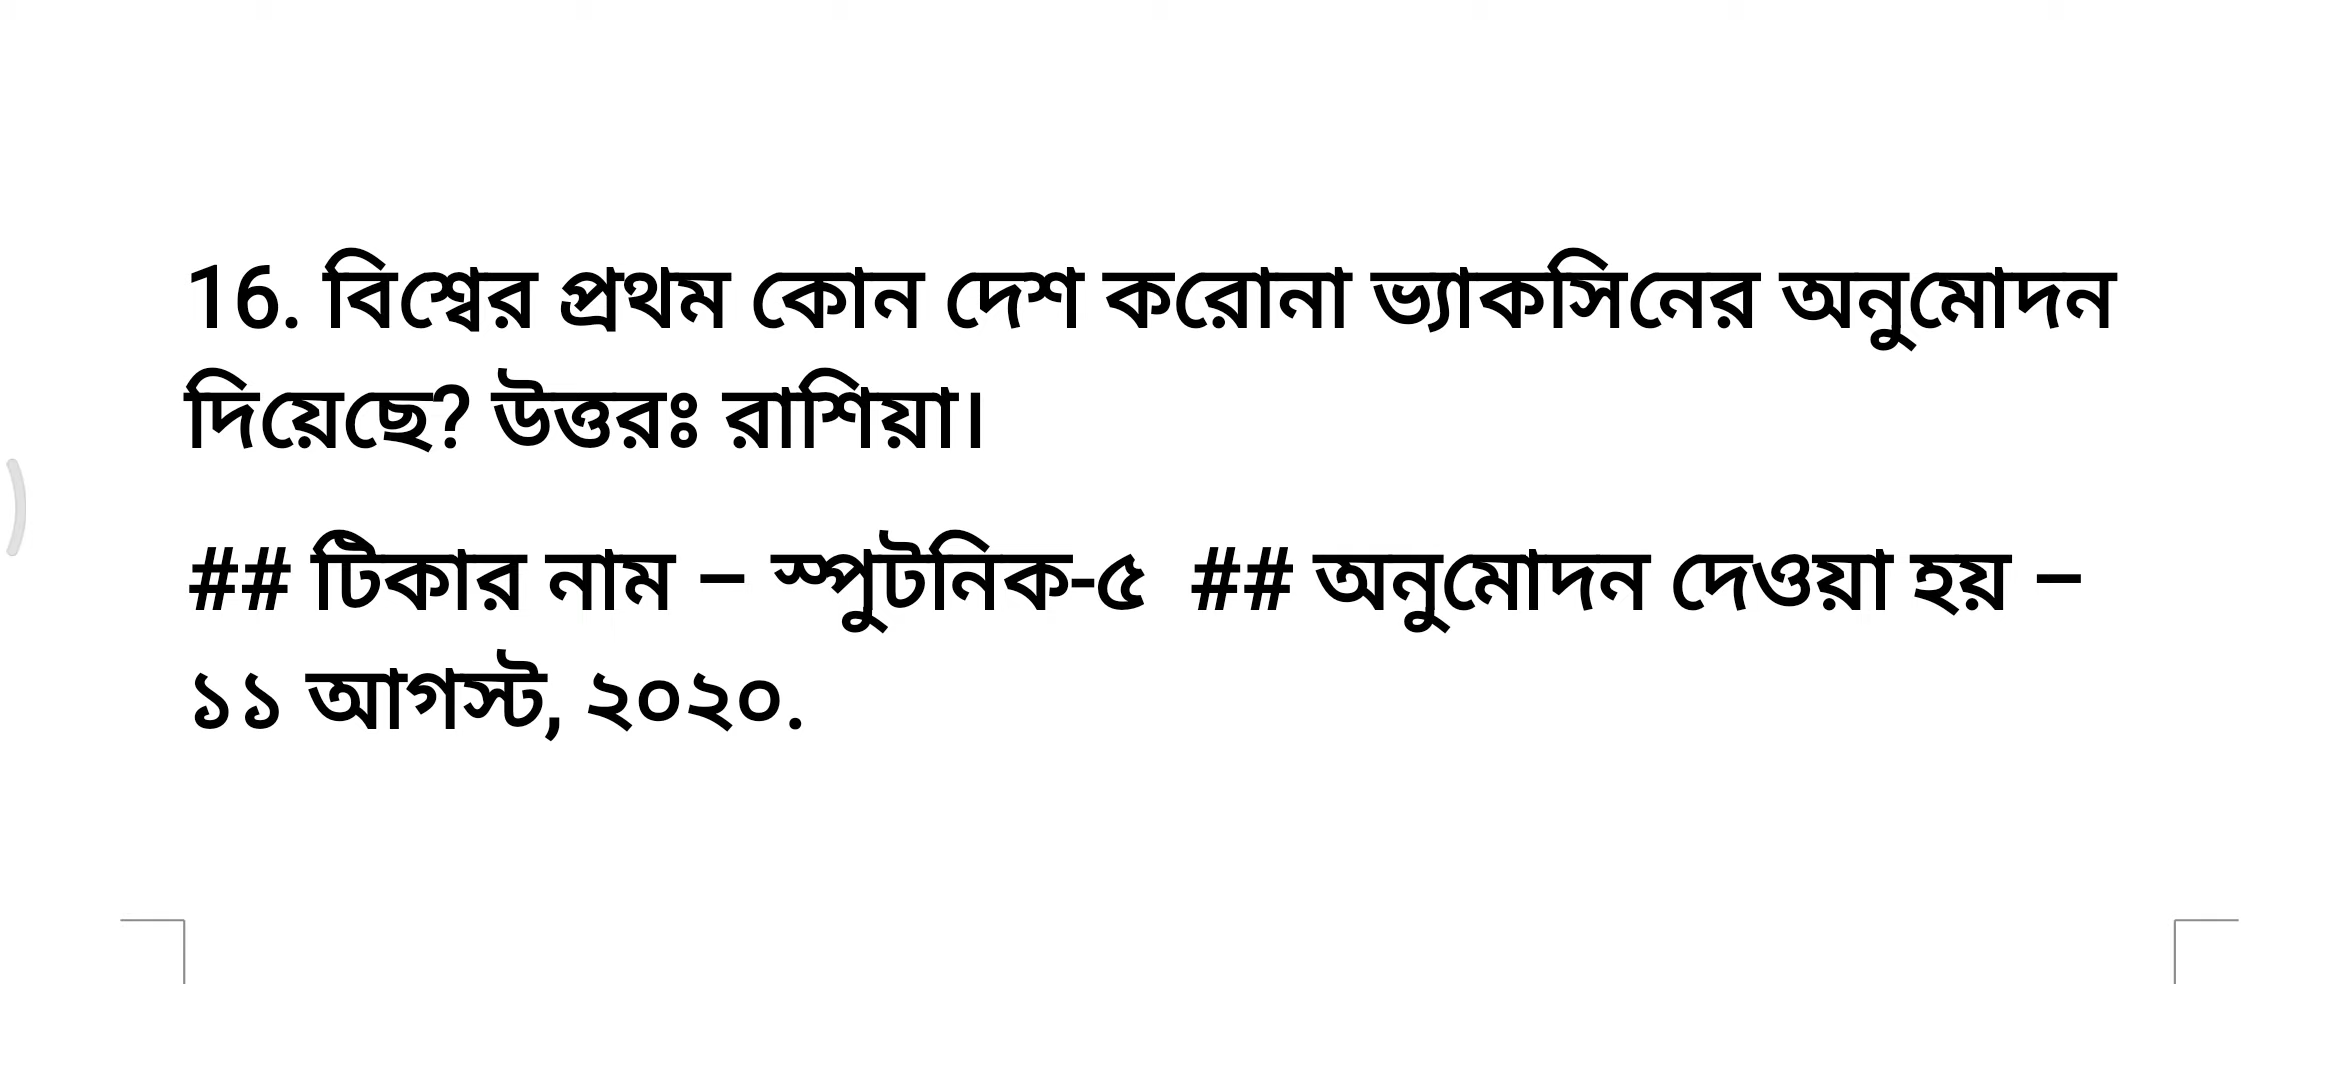 16. বিশ্বের প্রথম কোন দেশ করোনা ভ্যাকসিনের অনুমোদন
দিয়েছে? উত্তরঃ রাশিয়া।
## টিকার নাম – স্পুটনিক-৫ ## অনুমোদন দেওয়া হয় –
১১ আগস্ট, ২০২০.